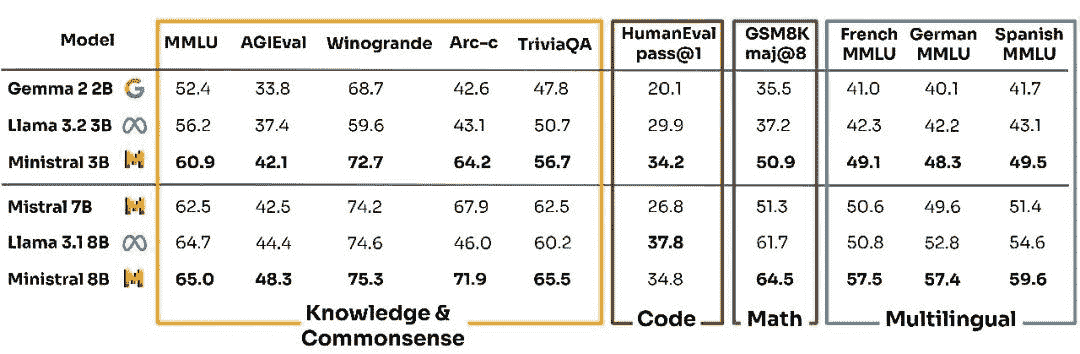 Model MMLU AGIEval Winogrande Arc-c TriviaQA HumanEval pass@1 GSM8K maj@8 French MMLU German MMLU Spanish MMLU
Gemma 2 2B 52.4 33.8 68.7 42.6 47.8 20.1 35.5 41.0 40.1 41.7
Llama 3.2 3B 56.2 37.4 59.6 43.1 50.7 29.9 37.2 42.3 42.2 43.1
Ministral 3B 60.9 42.1 72.7 64.2 56.7 34.2 50.9 49.1 48.3 49.5
Mistral 7B 62.5 42.5 74.2 67.9 62.5 26.8 51.3 50.6 49.6 51.4
Llama 3.1 8B 64.7 44.4 74.6 46.0 60.2 37.8 61.7 50.8 52.8 54.6
Ministral 8B 65.0 48.3 75.3 71.9 65.5 34.8 64.5 57.5 57.4 59.6
Knowledge & Commonsense Code Math Multilingual